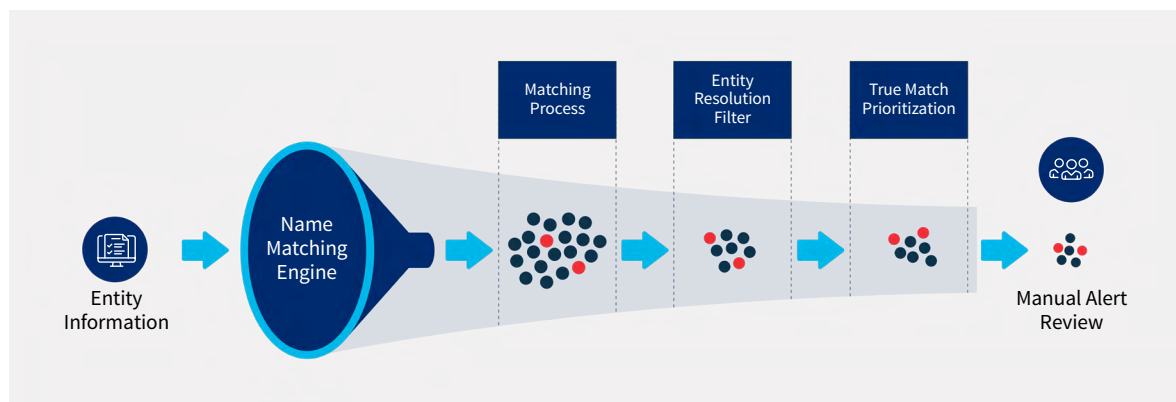 Matching
Process
Entity
Resolution
Filter
True Match
Prioritization
Name
Matching
Engine
Entity
Information
Manual Alert
Review